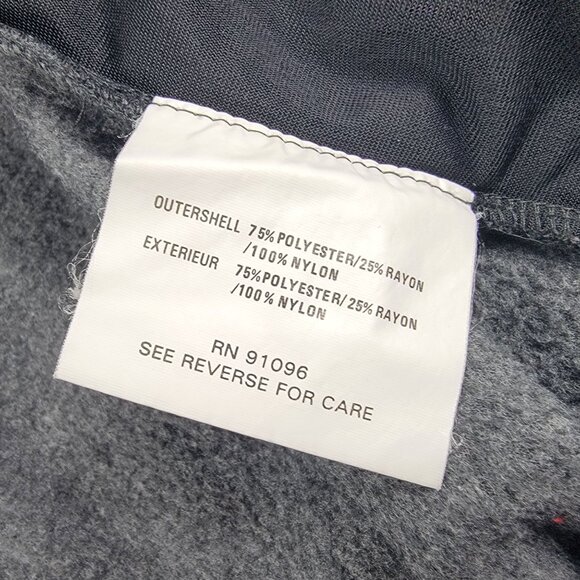 OUTERSHELL 75%POLYESTER/25%RAYON
/100%NYLON
EXTERIEUR 75%POLYESTER/25%RAYON
/100%NYLON
RN 91096
SEE REVERSE FOR CARE